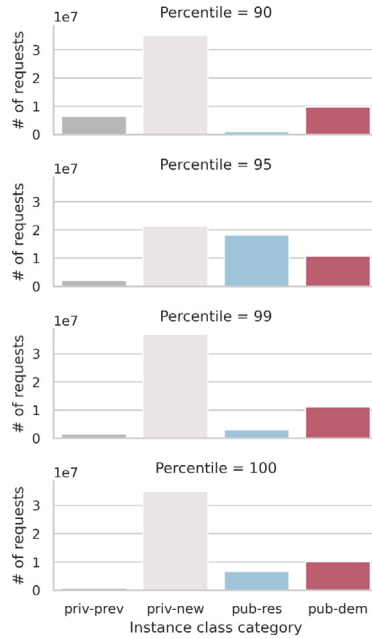 Percentile = 90
1e7
# of requests
3
2
1
0
Percentile = 95
1e7
# of requests
3
2
1
0
Percentile = 99
1e7
# of requests
3
2
1
0
Percentile = 100
1e7
# of requests
3
2
1
0
priv-prev priv-new pub-res pub-dem
Instance class category